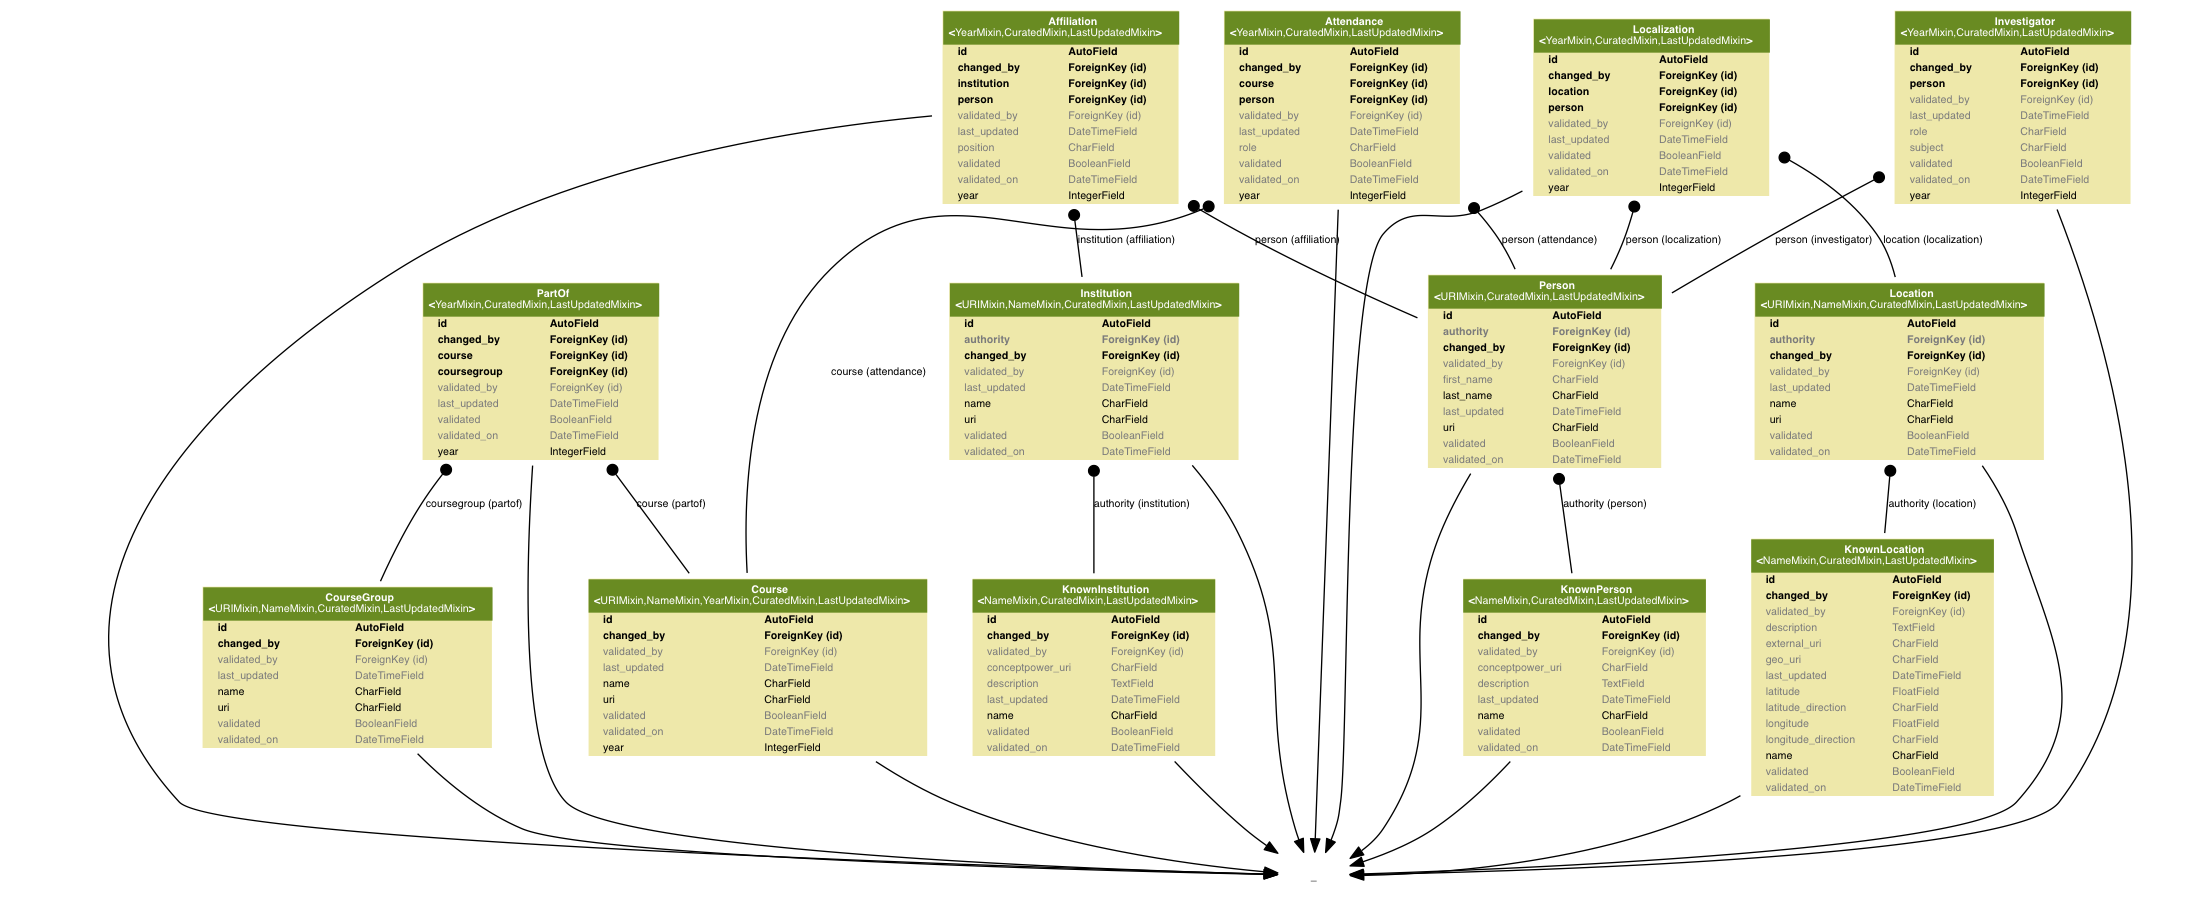 Affiliation
<YearMixin,CuratedMixin,LastUpdatedMixin>
id AutoField
changed_by ForeignKey (id)
institution ForeignKey (id)
person ForeignKey (id)
validated_by ForeignKey (id)
last_updated DateTimeField
position CharField
validated BooleanField
validated_on DateTimeField
year IntegerField
Attendance
<YearMixin,CuratedMixin,LastUpdatedMixin>
id AutoField
changed_by ForeignKey (id)
course ForeignKey (id)
person ForeignKey (id)
validated_by ForeignKey (id)
last_updated DateTimeField
role CharField
validated BooleanField
validated_on DateTimeField
year IntegerField
Localization
<YearMixin,CuratedMixin,LastUpdatedMixin>
id AutoField
changed_by ForeignKey (id)
location ForeignKey (id)
person ForeignKey (id)
validated_by ForeignKey (id)
last_updated DateTimeField
validated BooleanField
validated_on DateTimeField
year IntegerField
Investigator
<YearMixin,CuratedMixin,LastUpdatedMixin>
id AutoField
changed_by ForeignKey (id)
person ForeignKey (id)
validated_by ForeignKey (id)
last_updated DateTimeField
role CharField
subject CharField
validated BooleanField
validated_on DateTimeField
year IntegerField
institution (affiliation)
person (affiliation)
person (attendance)
person (localization)
person (investigator)
location (localization)
PartOf
<YearMixin,CuratedMixin,LastUpdatedMixin>
id AutoField
changed_by ForeignKey (id)
course ForeignKey (id)
coursegroup ForeignKey (id)
validated_by ForeignKey (id)
last_updated DateTimeField
validated BooleanField
validated_on DateTimeField
year IntegerField
course (attendance)
Institution
<URIMixin,NameMixin,CuratedMixin,LastUpdatedMixin>
id AutoField
authority ForeignKey (id)
changed_by ForeignKey (id)
validated_by ForeignKey (id)
last_updated DateTimeField
name CharField
uri CharField
validated BooleanField
validated_on DateTimeField
Person
<URIMixin,CuratedMixin,LastUpdatedMixin>
id AutoField
authority ForeignKey (id)
changed_by ForeignKey (id)
validated_by ForeignKey (id)
first_name CharField
last_name CharField
last_updated DateTimeField
uri CharField
validated BooleanField
validated_on DateTimeField
Location
<URIMixin,NameMixin,CuratedMixin,LastUpdatedMixin>
id AutoField
authority ForeignKey (id)
changed_by ForeignKey (id)
validated_by ForeignKey (id)
last_updated DateTimeField
name CharField
uri CharField
validated BooleanField
validated_on DateTimeField
coursegroup (partof)
course (partof)
authority (institution)
authority (person)
authority (location)
CourseGroup
<URIMixin,NameMixin,CuratedMixin,LastUpdatedMixin>
id AutoField
changed_by ForeignKey (id)
validated_by ForeignKey (id)
last_updated DateTimeField
name CharField
uri CharField
validated BooleanField
validated_on DateTimeField
Course
<URIMixin,NameMixin,YearMixin,CuratedMixin,LastUpdatedMixin>
id AutoField
changed_by ForeignKey (id)
validated_by ForeignKey (id)
last_updated DateTimeField
name CharField
uri CharField
validated BooleanField
validated_on DateTimeField
year IntegerField
KnownInstitution
<NameMixin,CuratedMixin,LastUpdatedMixin>
id AutoField
changed_by ForeignKey (id)
validated_by ForeignKey (id)
conceptpower_uri CharField
description TextField
last_updated DateTimeField
name CharField
validated BooleanField
validated_on DateTimeField
KnownPerson
<NameMixin,CuratedMixin,LastUpdatedMixin>
id AutoField
changed_by ForeignKey (id)
validated_by ForeignKey (id)
conceptpower_uri CharField
description TextField
last_updated DateTimeField
name CharField
validated BooleanField
validated_on DateTimeField
KnownLocation
<NameMixin,CuratedMixin,LastUpdatedMixin>
id AutoField
changed_by ForeignKey (id)
validated_by ForeignKey (id)
description TextField
external_uri CharField
geo_uri CharField
last_updated DateTimeField
latitude FloatField
latitude_direction CharField
longitude FloatField
longitude_direction CharField
name CharField
validated BooleanField
validated_on DateTimeField
_